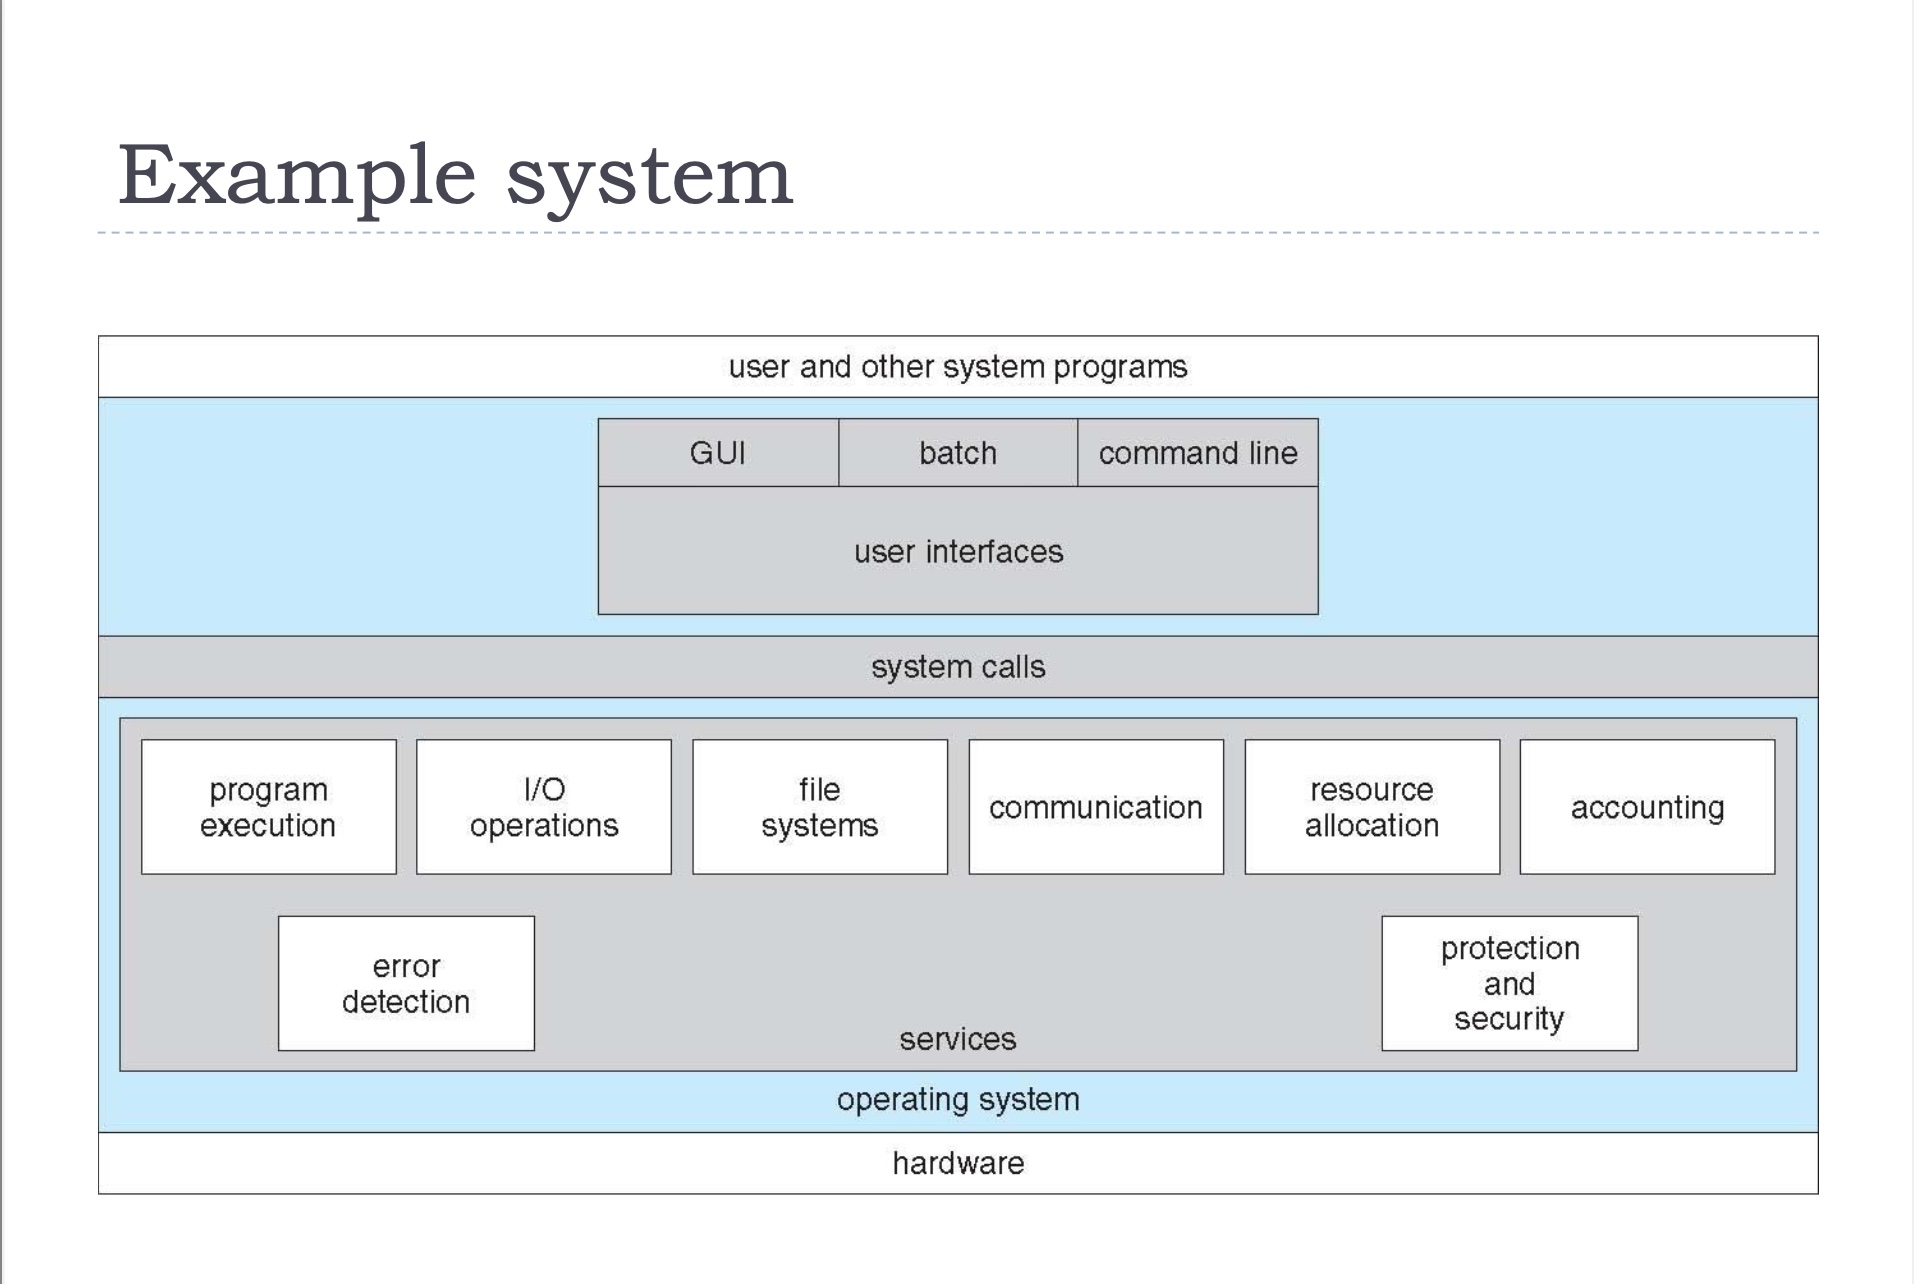 Example system
user and other system programs
GUI
batch
command line
user interfaces
system calls
program
execution
I/O
operations
file
systems
communication
resource
allocation
accounting
error
detection
protection
and
security
services
operating system
hardware